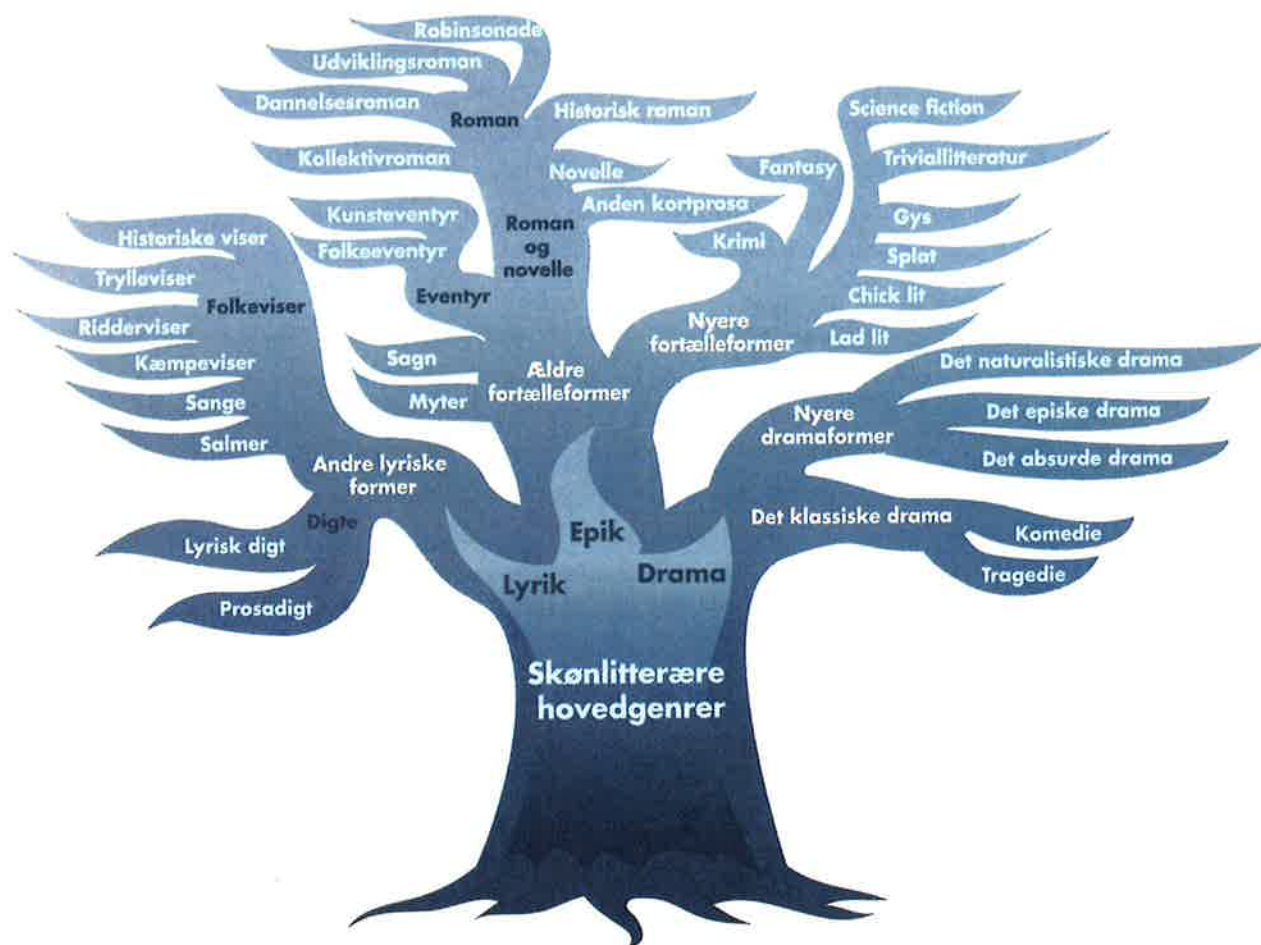 Robinsonade
Udviklingsroman
Dannelsesroman
Roman
Historisk roman
Kollektivroman
Novelle
Anden kortprosa
Roman
og
novelle
Kunsteventyr
Folkeeventyr
Eventyr
Sagn
Myter
Ældre
fortælleformer
Science fiction
Triviallitteratur
Fantasy
Gys
Krimi
Splat
Chick lit
Lad lit
Nyere
fortælleformer
Historiske viser
Trylleviser
Folkeviser
Ridderviser
Kæmpeviser
Sange
Salmer
Andre lyriske
former
Digte
Lyrisk digt
Prosadigt
Det naturalistiske drama
Nyere
dramaformer
Det episke drama
Det absurde drama
Det klassiske drama
Komedie
Tragedie
Epik
Lyrik
Drama
Skønlitterære
hovedgenrer